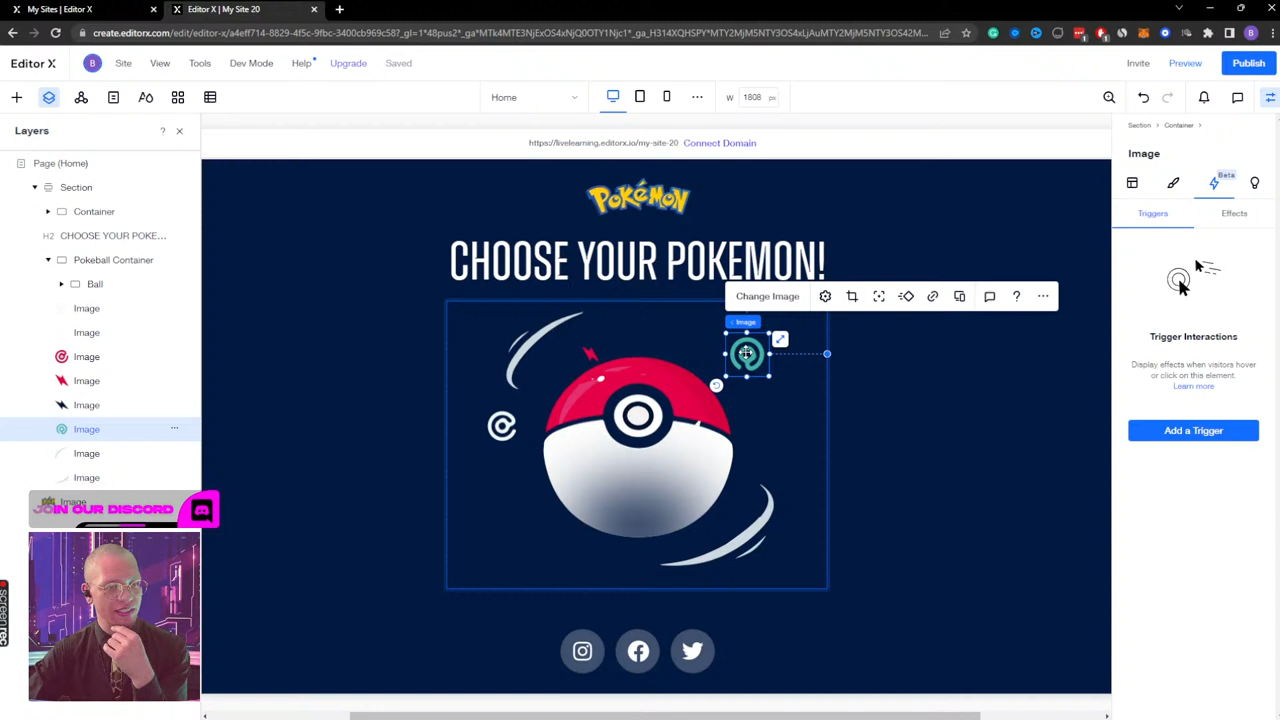 My Sites | Editor X
Editor X | My Site 20
create.editorx.com/edit/editor-x/a4eff714-8829-4f5c-9fbc-3400cb969c58?_gl=1*48pus2*_ga*MTk4MTE3NjExOS4xNjQ0OTY1Njc1*_ga_H314XQHSPX*MTY2MjM5NTY3OS42MjAuMS4xNjYyMjM5NTY3OS42M...
Editor X
B
Site
View
Tools
Dev Mode
Help
Upgrade
Saved
Invite
Preview
Publish
Home
W 1808 px
Layers
?
Page (Home)
Section
Container
H2 CHOOSE YOUR POKE...
Pokeball Container
Ball
Image
Image
Image
Image
Image
Image
Image
Image
Image
JOIN OUR DISCORD
screenrec
https://livelearning.editorx.io/my-site-20 Connect Domain
POKéMON
CHOOSE YOUR POKEMON!
Change Image
?
‹ Image
Section > Container >
Image
Beta
Triggers
Effects
Trigger Interactions
Display effects when visitors hover
or click on this element.
Learn more
Add a Trigger